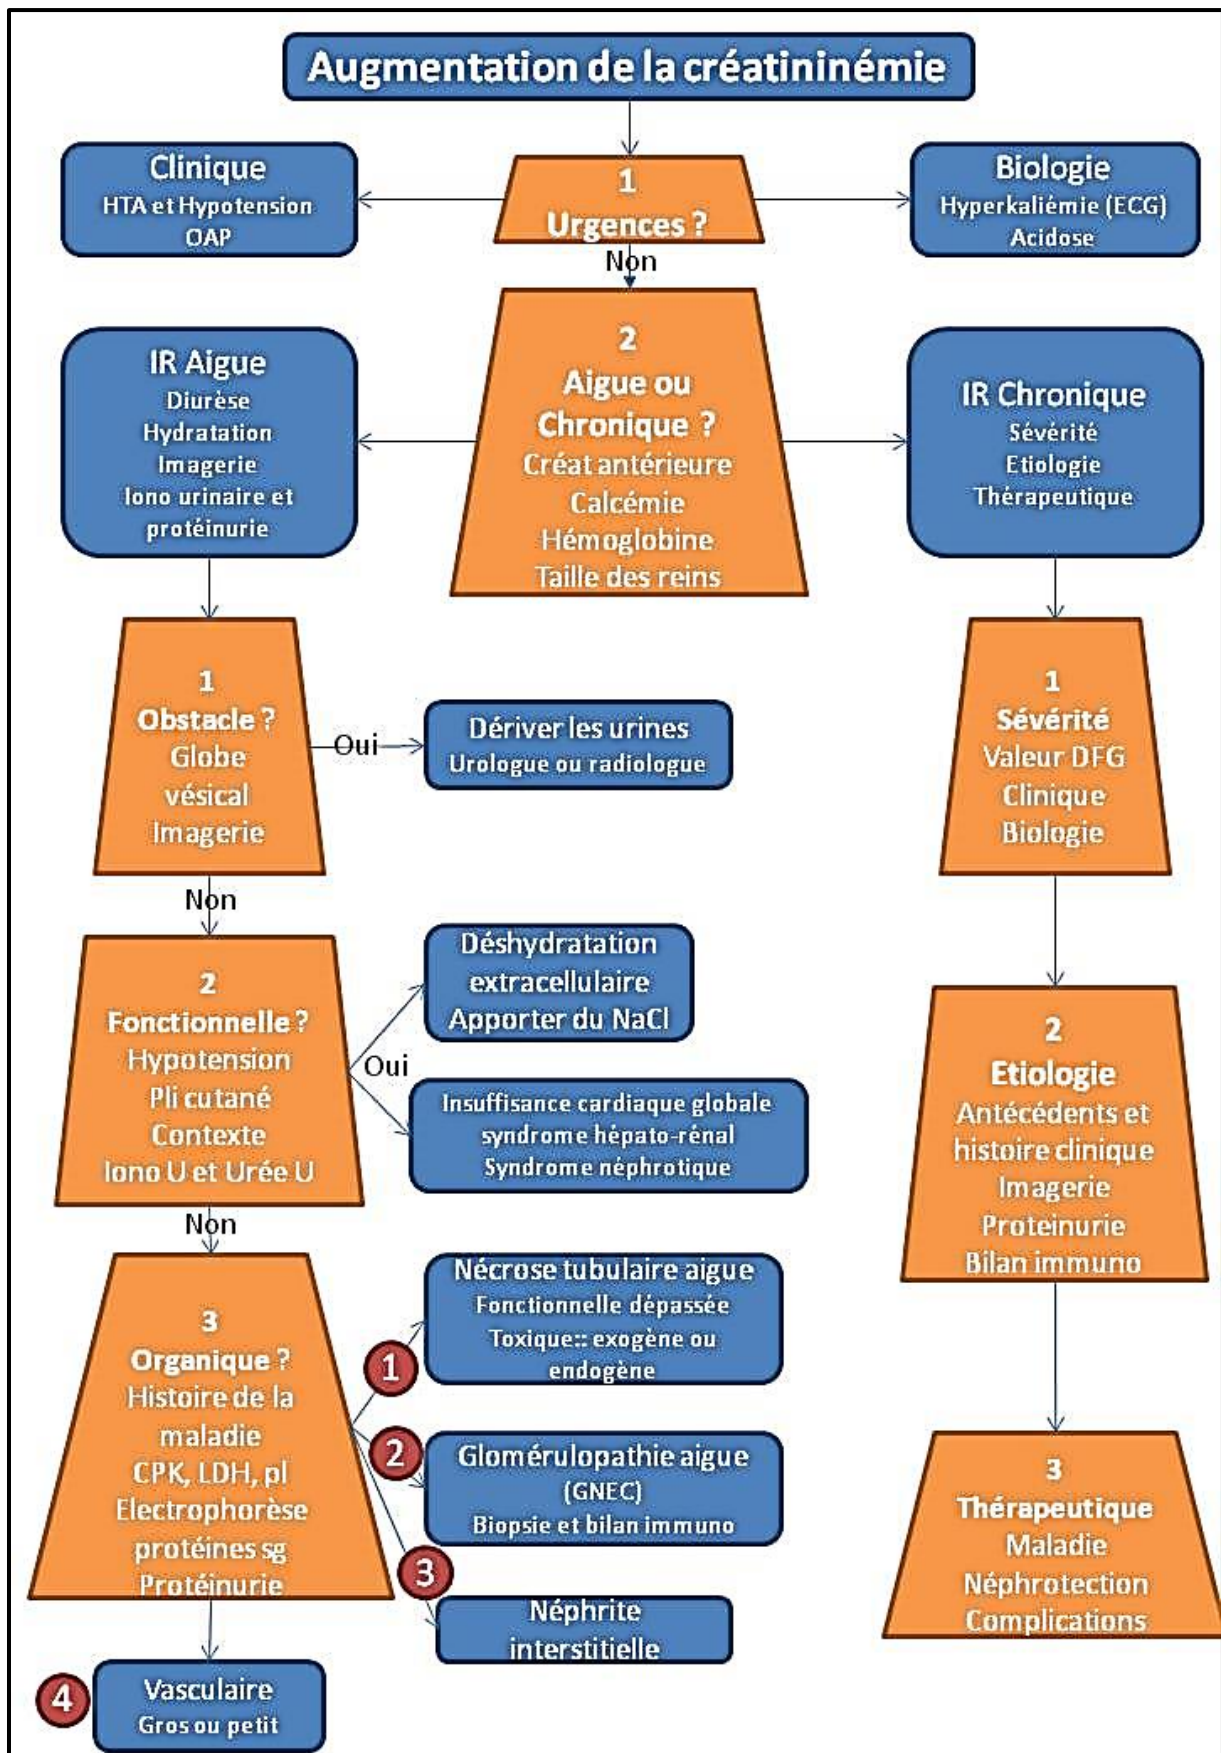 Augmentation de la créatininémie
Clinique
HTA et Hypotension
OAP
1
Urgences ?
Biologie
Hyperkaliémie (ECG)
Acidose
Non
IR Aigue
Diurèse
Hydratation
Imagerie
Iono urinaire et
protéinurie
2
Aigue ou
Chronique ?
Créat antérieure
Calcémie
Hémoglobine
Taille des reins
IR Chronique
Sévérité
Etiologie
Thérapeutique
1
Obstacle ?
Globe
vésical
Imagerie
Oui
Dériver les urines
Urologue ou radiologue
1
Sévérité
Valeur DFG
Clinique
Biologie
Non
2
Fonctionnelle ?
Hypotension
Pli cutané
Contexte
Iono U et Urée U
Oui
Déshydratation
extracellulaire
Apporter du NaCl
Insuffisance cardiaque globale
syndrome hépato-rénal
Syndrome néphrotique
2
Etiologie
Antécédents et
histoire clinique
Imagerie
Proteinurie
Bilan immuno
Non
3
Organique ?
Histoire de la
maladie
CPK, LDH, pl
Electrophorèse
protéines sg
Protéinurie
1
Nécrose tubulaire aigue
Fonctionnelle dépassée
Toxique:: exogène ou
endogène
2
Glomérulopathie aigue
(GNEC)
Biopsie et bilan immuno
3
Néphrite
interstitielle
3
Thérapeutique
Maladie
Néphrotection
Complications
4
Vasculaire
Gros ou petit